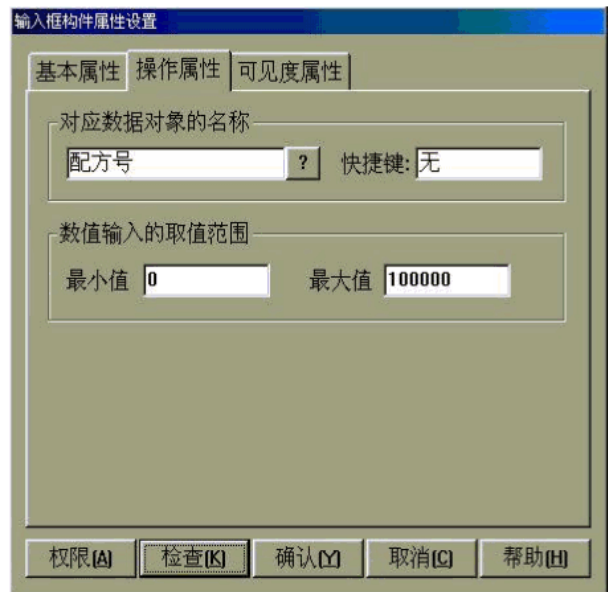 输入框构件属性设置
基本属性 操作属性 可见度属性
对应数据对象的名称
配方号 ? 快捷键: 无
数值输入的取值范围
最小值 0 最大值 100000
权限(A) 检查(K) 确认(Y) 取消(C) 帮助(H)